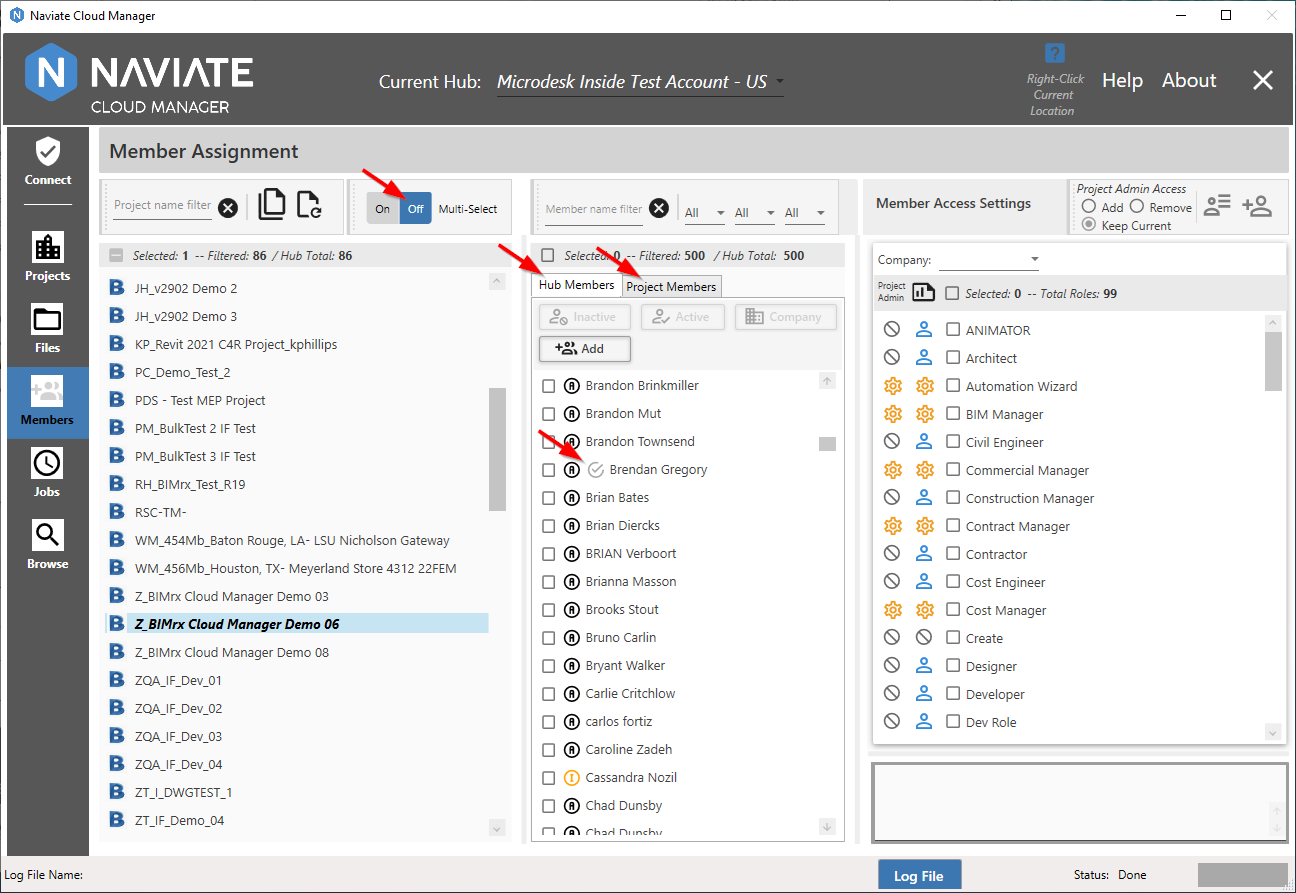 Naviate Cloud Manager
NAVIATE
CLOUD MANAGER
Current Hub: Microdesk Inside Test Account - US
?
Right-Click
Current
Location
Help About
Connect
Projects
Files
Members
Jobs
Browse
Member Assignment
Project name filter
On Off Multi-Select
Member name filter
All All All
Member Access Settings
Project Admin Access
Add Remove
Keep Current
Selected: 1 -- Filtered: 86 / Hub Total: 86
JH_v2902 Demo 2
JH_v2902 Demo 3
KP_Revit 2021 C4R Project_kphillips
PC_Demo_Test_2
PDS - Test MEP Project
PM_BulkTest 2 IF Test
PM_BulkTest 3 IF Test
RH_BIMrx_Test_R19
RSC-TM-
WM_454Mb_Baton Rouge, LA- LSU Nicholson Gateway
WM_456Mb_Houston, TX- Meyerland Store 4312 22FEM
Z_BIMrx Cloud Manager Demo 03
Z_BIMrx Cloud Manager Demo 06
Z_BIMrx Cloud Manager Demo 08
ZQA_IF_Dev_01
ZQA_IF_Dev_02
ZQA_IF_Dev_03
ZQA_IF_Dev_04
ZT_I_DWGTEST_1
ZT_IF_Demo_04
Selected: 0 -- Filtered: 500 / Hub Total: 500
Hub Members Project Members
Inactive Active Company
Add
Brandon Brinkmiller
Brandon Mut
Brandon Townsend
Brendan Gregory
Brian Bates
Brian Diercks
BRIAN Verboort
Brianna Masson
Brooks Stout
Bruno Carlin
Bryant Walker
Carlie Critchlow
carlos fortiz
Caroline Zadeh
Cassandra Nozil
Chad Dunsby
Chad Dunsby
Company:
Project
Admin
Selected: 0 -- Total Roles: 99
ANIMATOR
Architect
Automation Wizard
BIM Manager
Civil Engineer
Commercial Manager
Construction Manager
Contract Manager
Contractor
Cost Engineer
Cost Manager
Create
Designer
Developer
Dev Role
Log File Name:
Log File
Status: Done